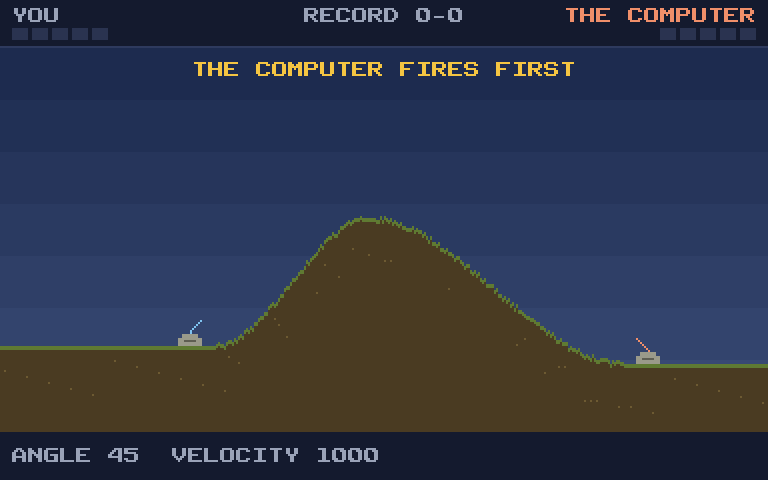 YOU RECORD 0-0 THE COMPUTER
THE COMPUTER FIRES FIRST
ANGLE 45 VELOCITY 1000